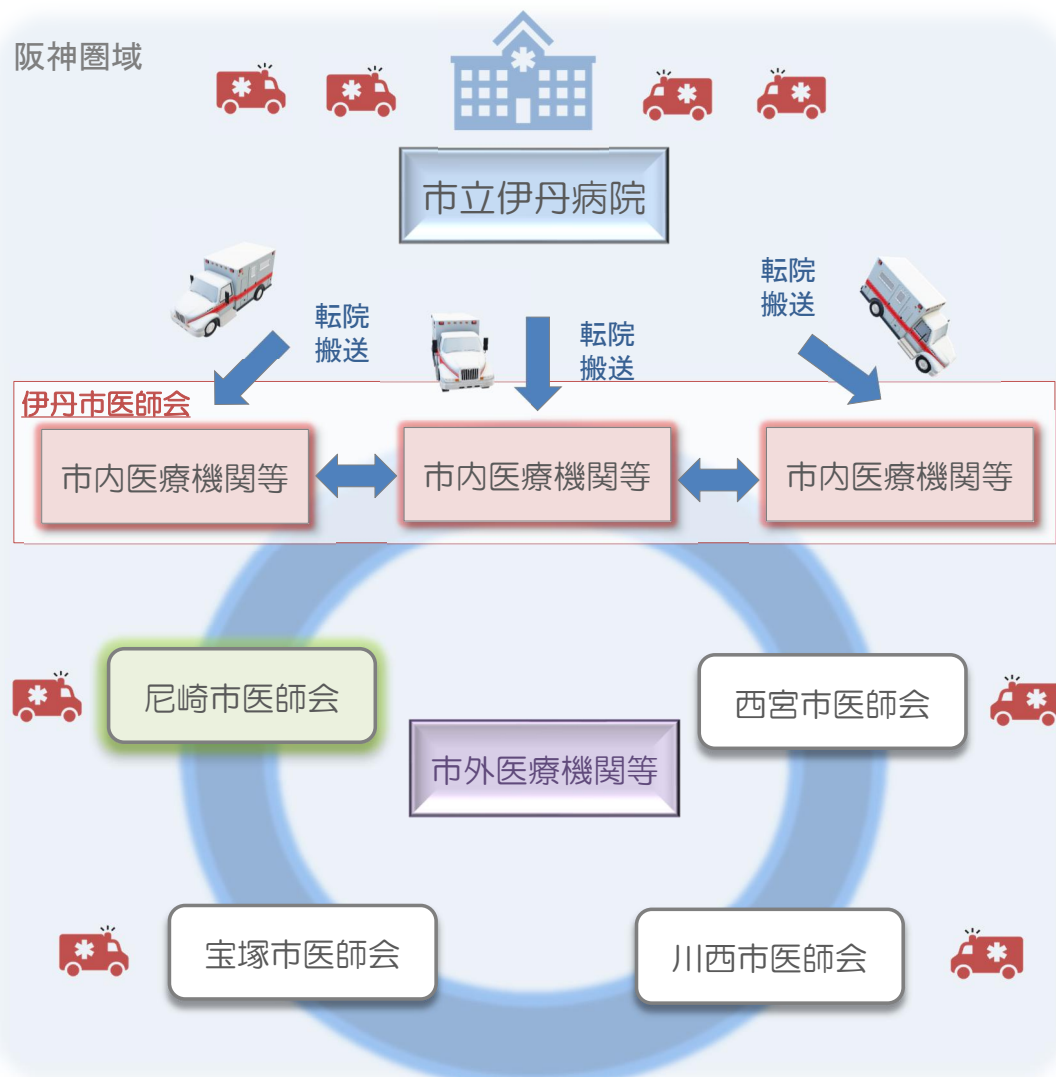 阪神圏域
市立伊丹病院
転院
搬送
転院
搬送
転院
搬送
伊丹市医師会
市内医療機関等
市内医療機関等
市内医療機関等
尼崎市医師会
西宮市医師会
市外医療機関等
宝塚市医師会
川西市医師会